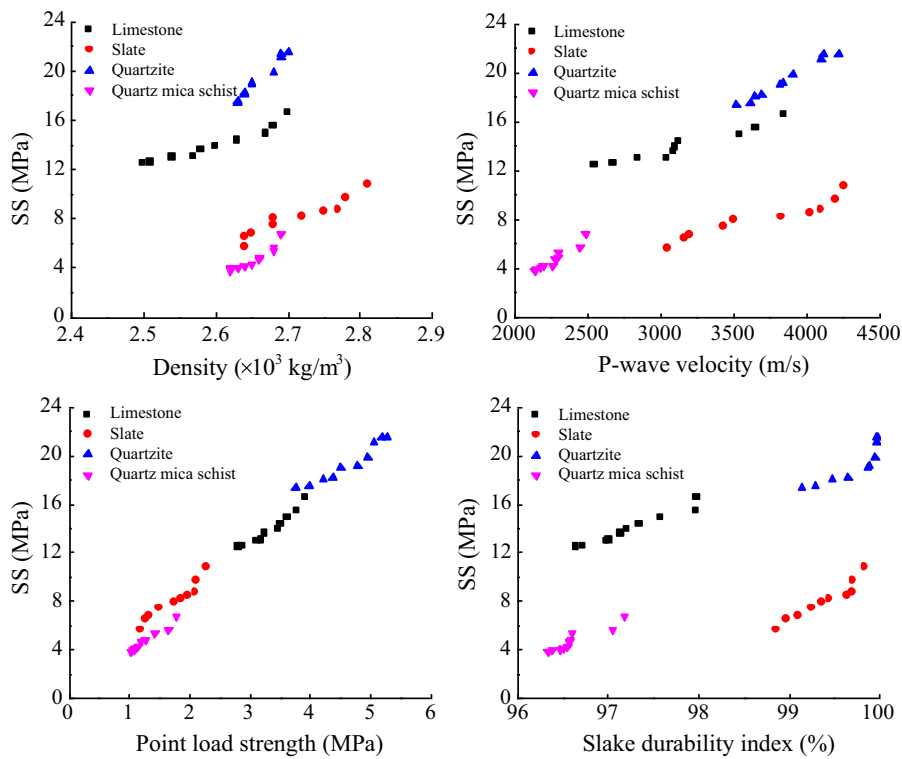 24
20
16
12
8
4
0
SS (MPa)
Limestone
Slate
Quartzite
Quartz mica schist
2.4 2.5 2.6 2.7 2.8 2.9
Density (×10³ kg/m³)
24
20
16
12
8
4
0
SS (MPa)
Limestone
Slate
Quartzite
Quartz mica schist
2000 2500 3000 3500 4000 4500
P-wave velocity (m/s)
24
20
16
12
8
4
0
SS (MPa)
Limestone
Slate
Quartzite
Quartz mica schist
0 1 2 3 4 5 6
Point load strength (MPa)
24
20
16
12
8
4
0
SS (MPa)
Limestone
Slate
Quartzite
Quartz mica schist
96 97 98 99 100
Slake durability index (%)